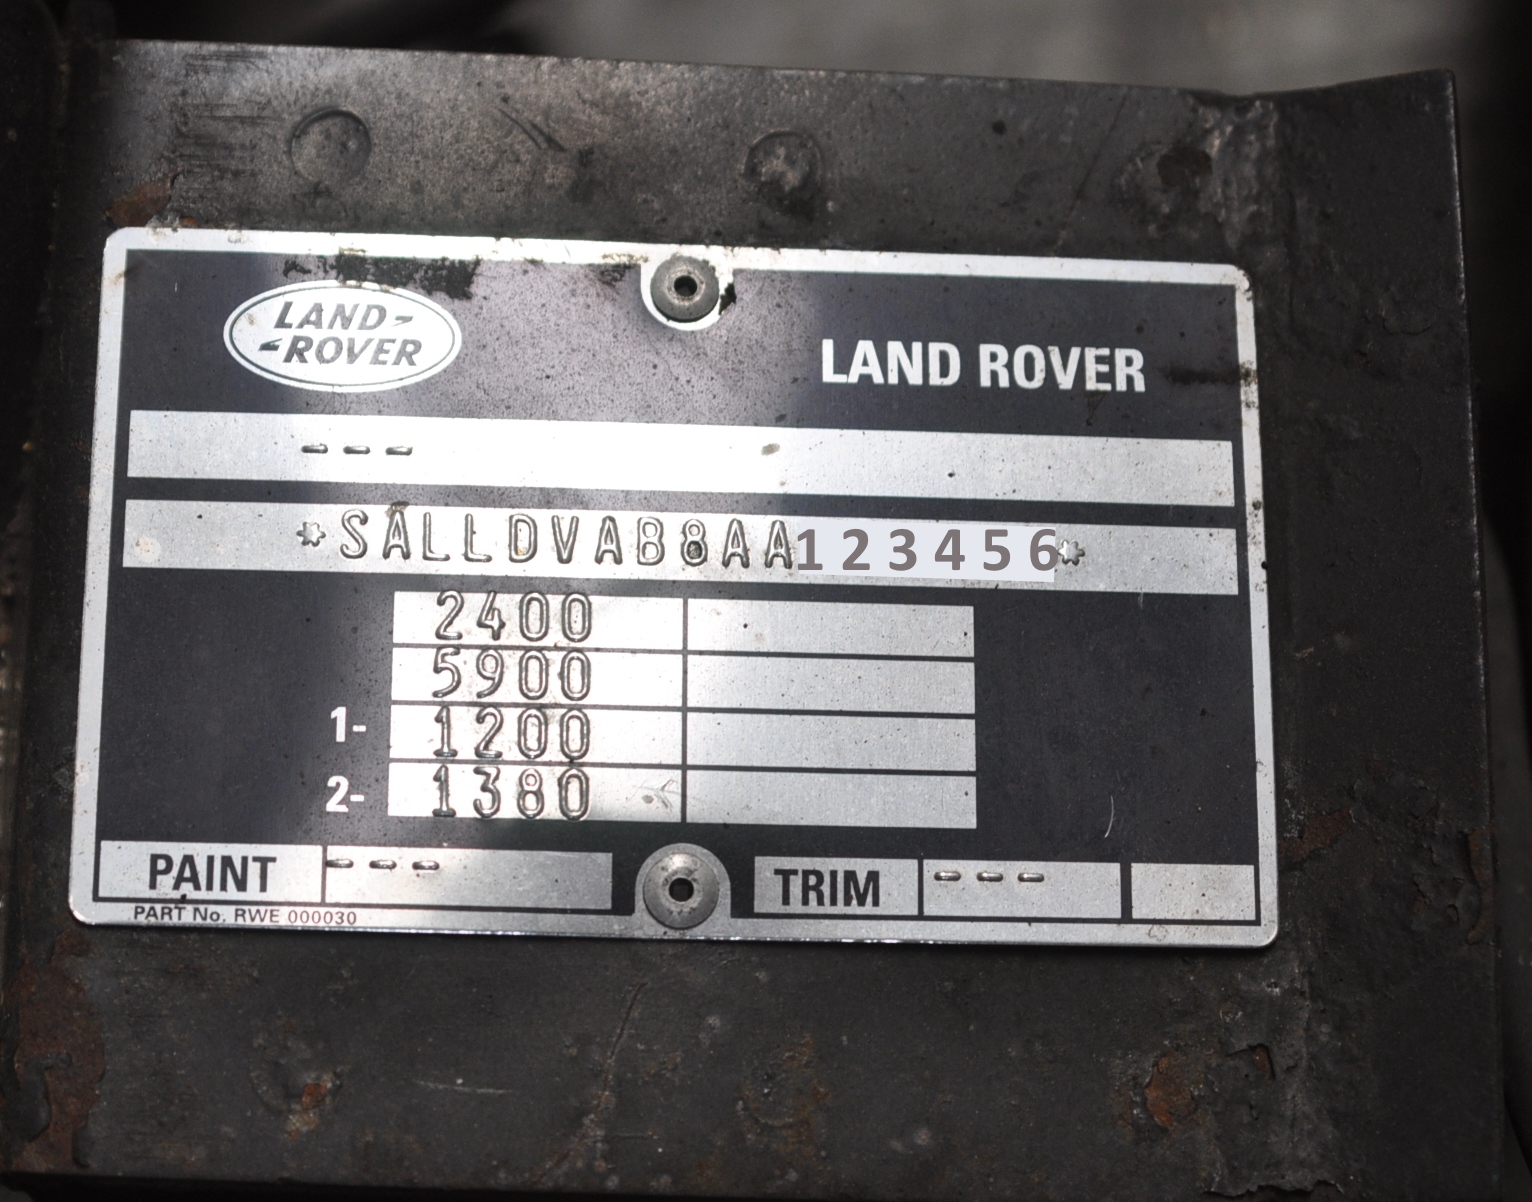 LAND-
-ROVER
LAND ROVER
---
*SALLDVAB8AA123456*
2400
5900
1- 1200
2- 1380
PAINT --- TRIM ---
PART No. RWE 000030